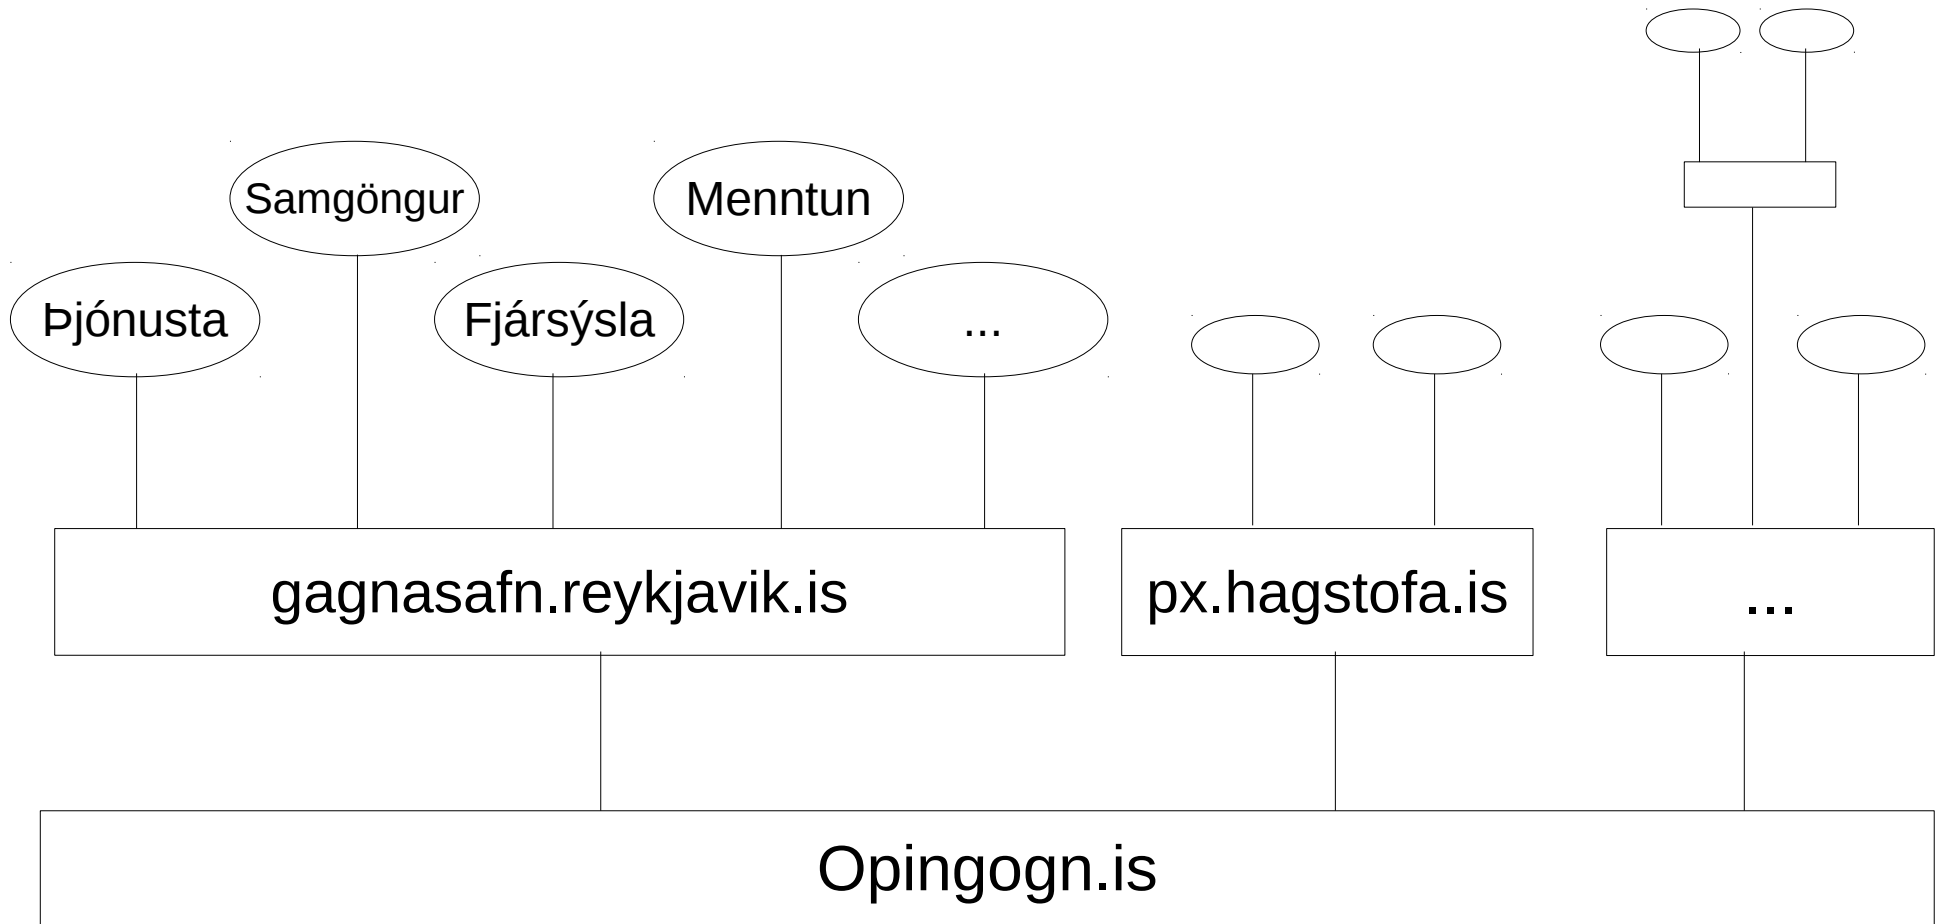 Samgöngur
Menntun
Þjónusta
Fjársýsla
...
gagnasafn.reykjavik.is
px.hagstofa.is
...
Opingogn.is